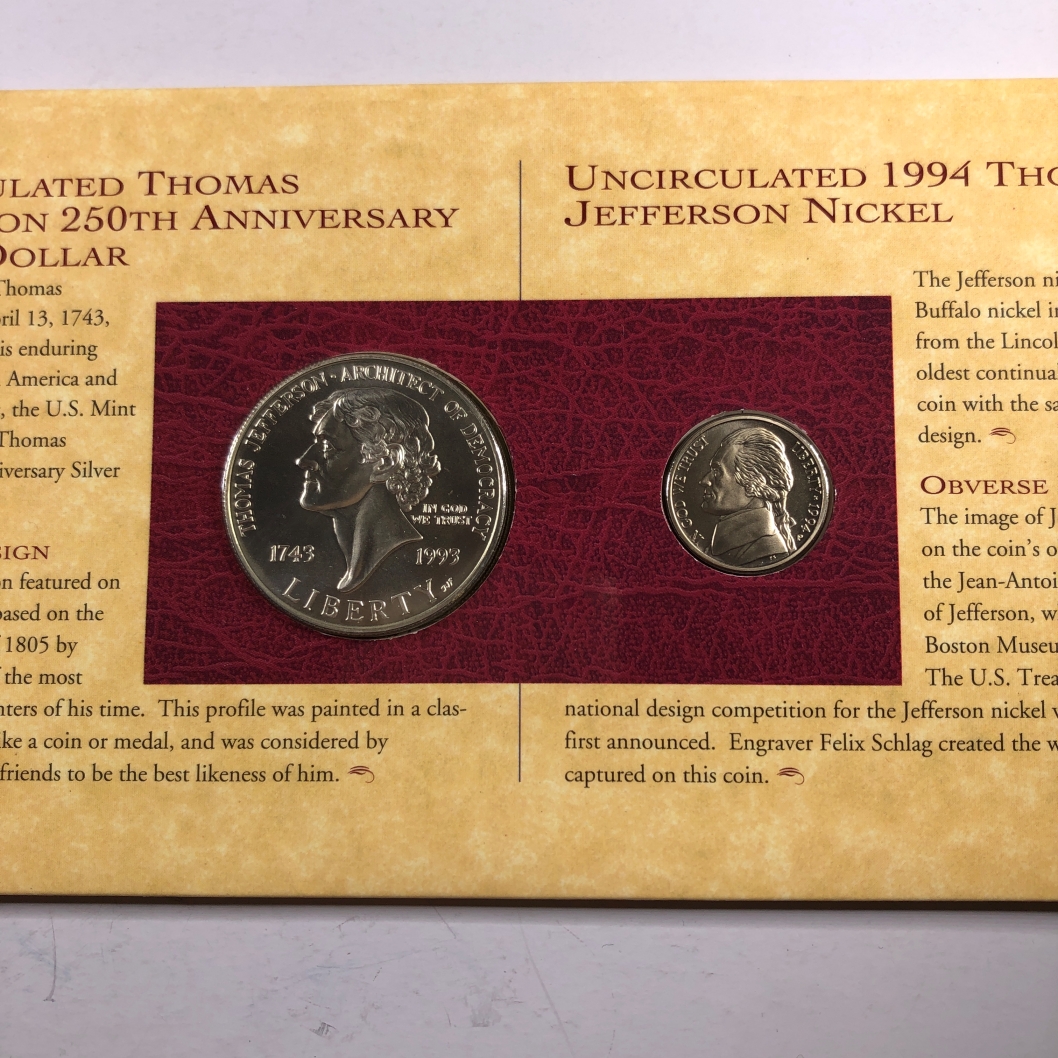 ULATED THOMAS
ON 250TH ANNIVERSARY
DOLLAR
Thomas
ril 13, 1743,
is enduring
America and
, the U.S. Mint
Thomas
iversary Silver
SIGN
n featured on
based on the
1805 by
the most
nters of his time. This profile was painted in a clas-
ike a coin or medal, and was considered by
friends to be the best likeness of him.
THOMAS JEFFERSON · ARCHITECT OF DEMOCRACY
IN GOD
WE TRUST
1743 1993
LIBERTY
UNCIRCULATED 1994 THO
JEFFERSON NICKEL
IN GOD WE TRUST
LIBERTY 1994
The Jefferson ni
Buffalo nickel in
from the Lincol
oldest continual
coin with the sa
design.
OBVERSE
The image of J
on the coin's o
the Jean-Antoi
of Jefferson, w
Boston Museu
The U.S. Trea
national design competition for the Jefferson nickel w
first announced. Engraver Felix Schlag created the w
captured on this coin.